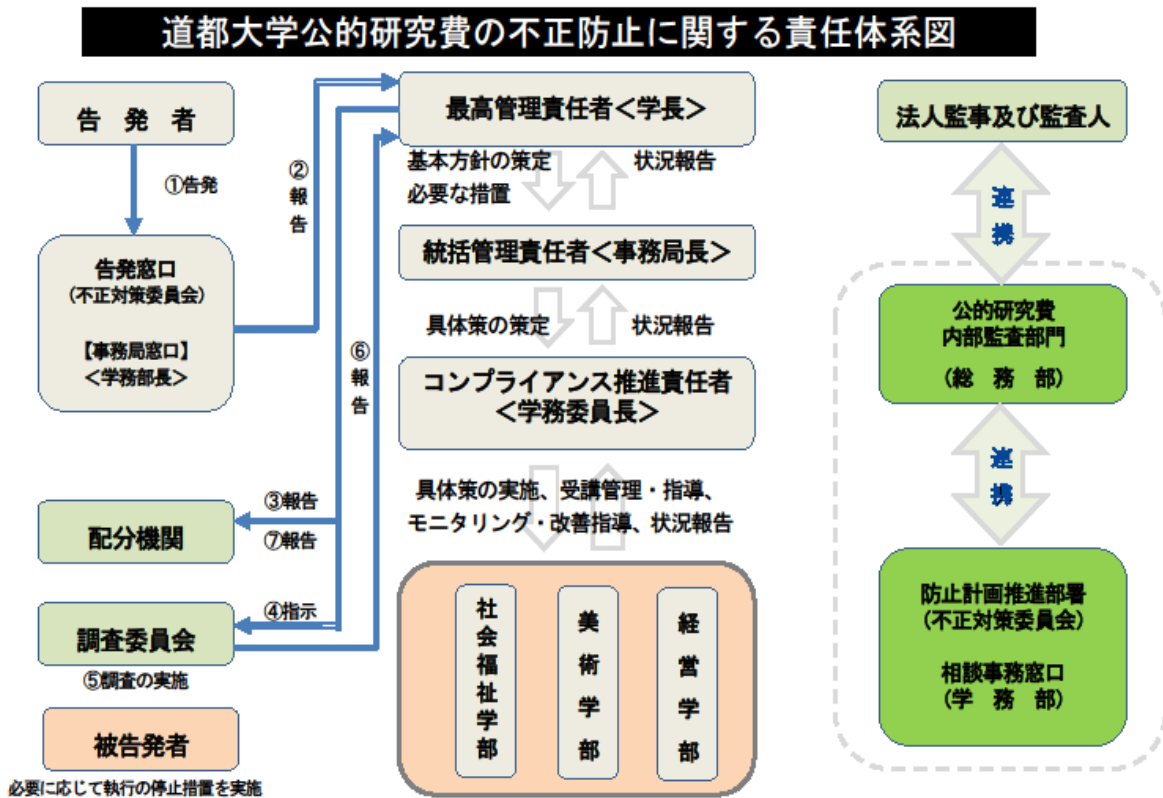 道都大学公的研究費の不正防止に関する責任体系図
告 発 者
①告発
告発窓口
(不正対策委員会)
【事務局窓口】
<学務部長>
②報告
⑥報告
③報告
配分機関
⑦報告
④指示
調査委員会
⑤調査の実施
被告発者
必要に応じて執行の停止措置を実施
最高管理責任者<学長>
基本方針の策定
必要な措置
状況報告
統括管理責任者<事務局長>
具体策の策定
状況報告
コンプライアンス推進責任者
<学務委員長>
具体策の実施、受講管理・指導、
モニタリング・改善指導、状況報告
社会福祉学部
美術学部
経営学部
法人監事及び監査人
連携
公的研究費
内部監査部門
(総 務 部)
連携
防止計画推進部署
(不正対策委員会)
相談事務窓口
(学 務 部)